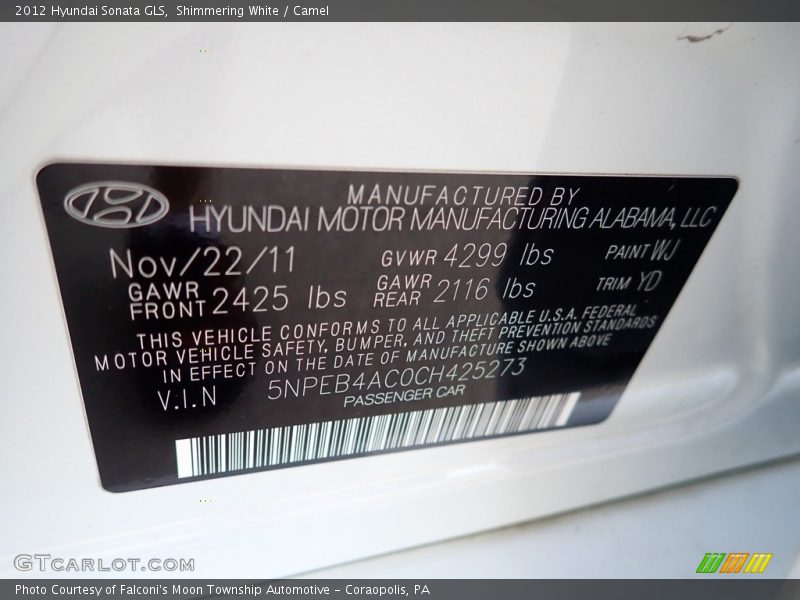 2012 Hyundai Sonata GLS, Shimmering White / Camel
MANUFACTURED BY
HYUNDAI MOTOR MANUFACTURING ALABAMA, LLC
Nov/22/11 GVWR 4299 lbs PAINT WJ
GAWR FRONT 2425 lbs GAWR REAR 2116 lbs TRIM YD
THIS VEHICLE CONFORMS TO ALL APPLICABLE U.S.A. FEDERAL
MOTOR VEHICLE SAFETY, BUMPER, AND THEFT PREVENTION STANDARDS
IN EFFECT ON THE DATE OF MANUFACTURE SHOWN ABOVE
V.I.N 5NPEB4AC0CH425273
PASSENGER CAR
GTCARLOT.COM
Photo Courtesy of Falconi's Moon Township Automotive - Coraopolis, PA